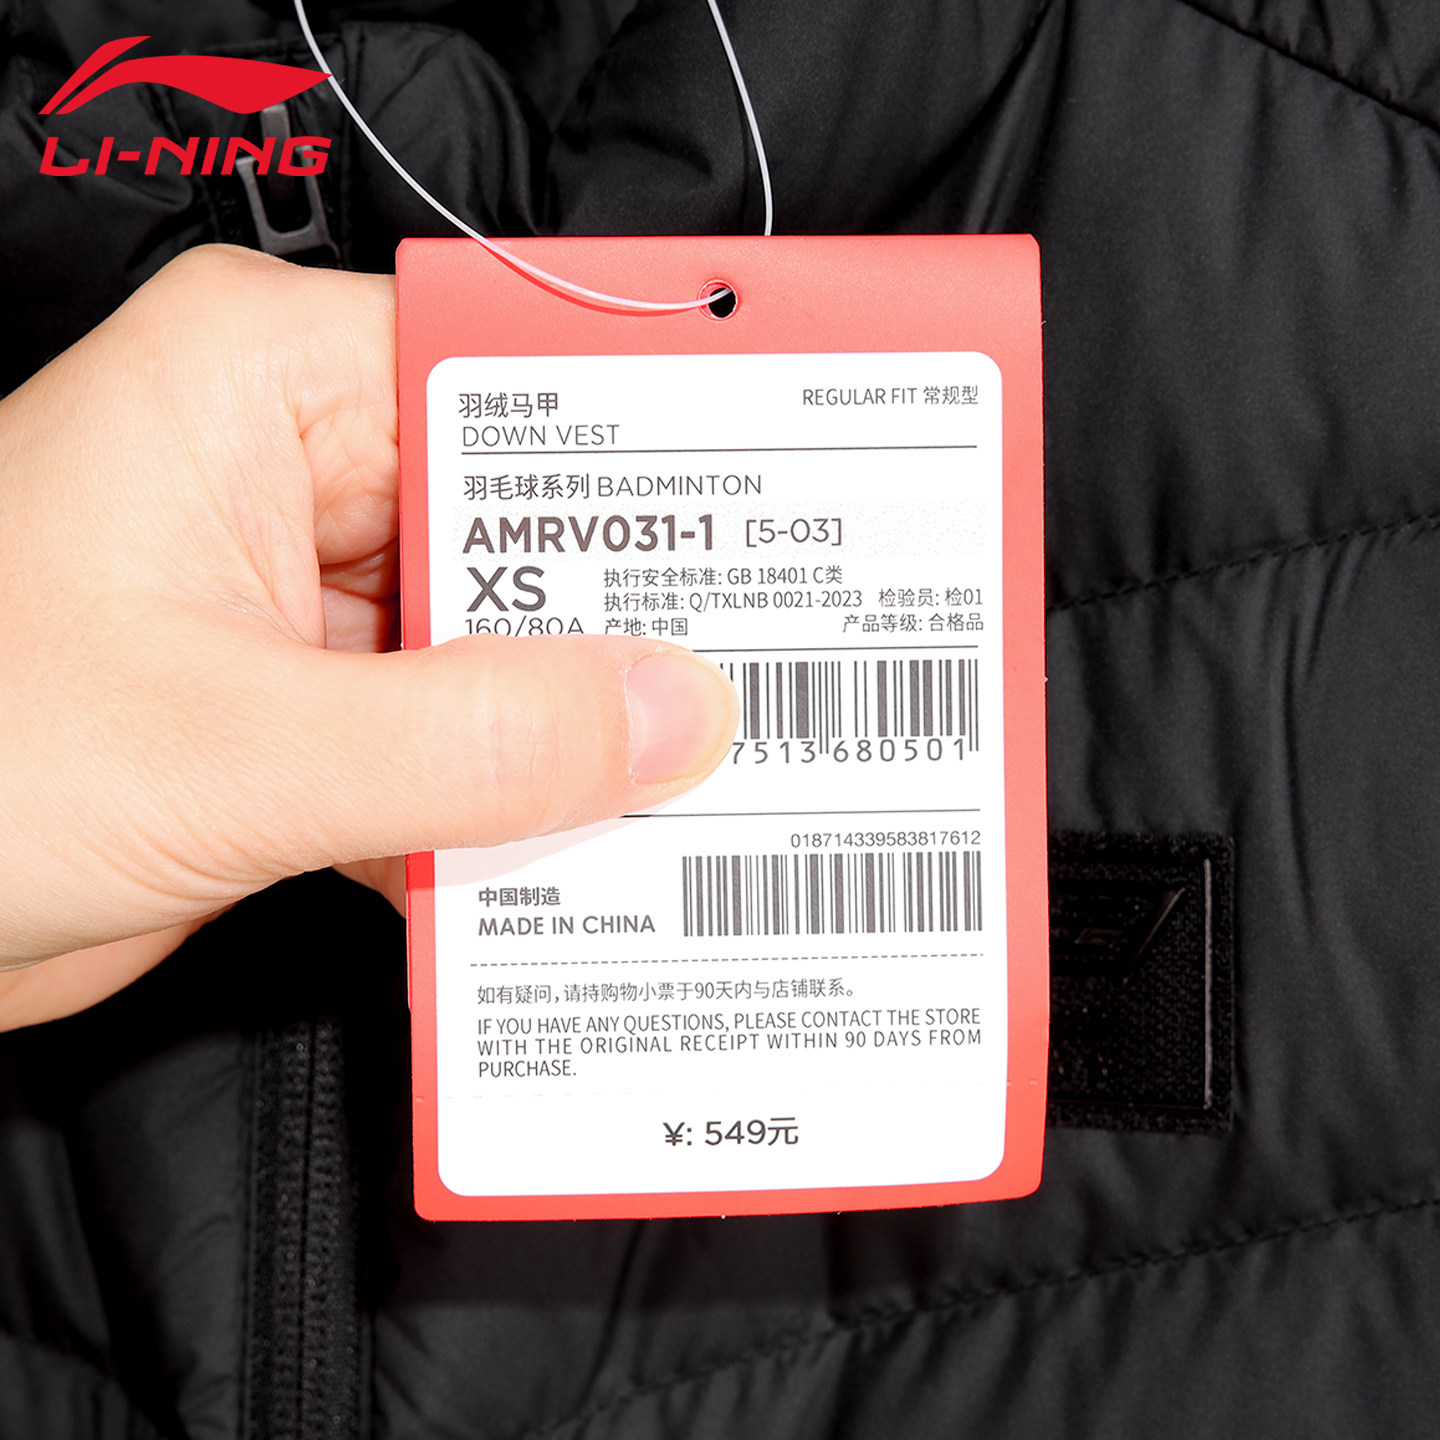 LI-NING
羽绒马甲
DOWN VEST
REGULAR FIT 常规型
羽毛球系列 BADMINTON
AMRV031-1 [5-03]
XS
160/80A
执行安全标准: GB 18401 C类
执行标准: Q/TXLNB 0021-2023 检验员: 检01
产地: 中国 产品等级: 合格品
7513680501
018714339583817612
中国制造
MADE IN CHINA
如有疑问,请持购物小票于90天内与店铺联系。
IF YOU HAVE ANY QUESTIONS, PLEASE CONTACT THE STORE
WITH THE ORIGINAL RECEIPT WITHIN 90 DAYS FROM
PURCHASE.
¥: 549元